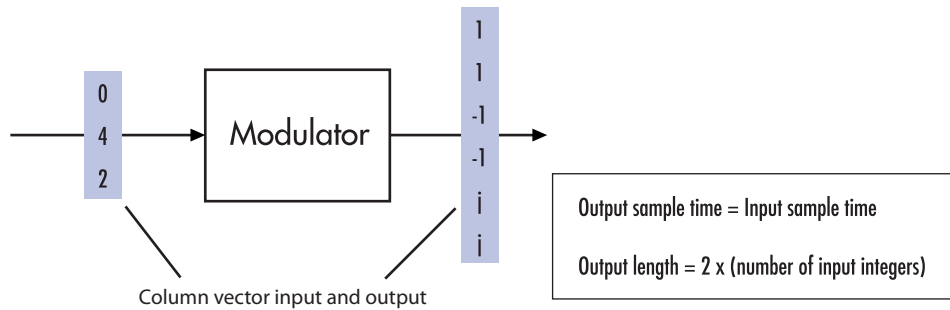 0
4
2
Modulator
1
1
-1
-1
i
i
Output sample time = Input sample time
Output length = 2 x (number of input integers)
Column vector input and output